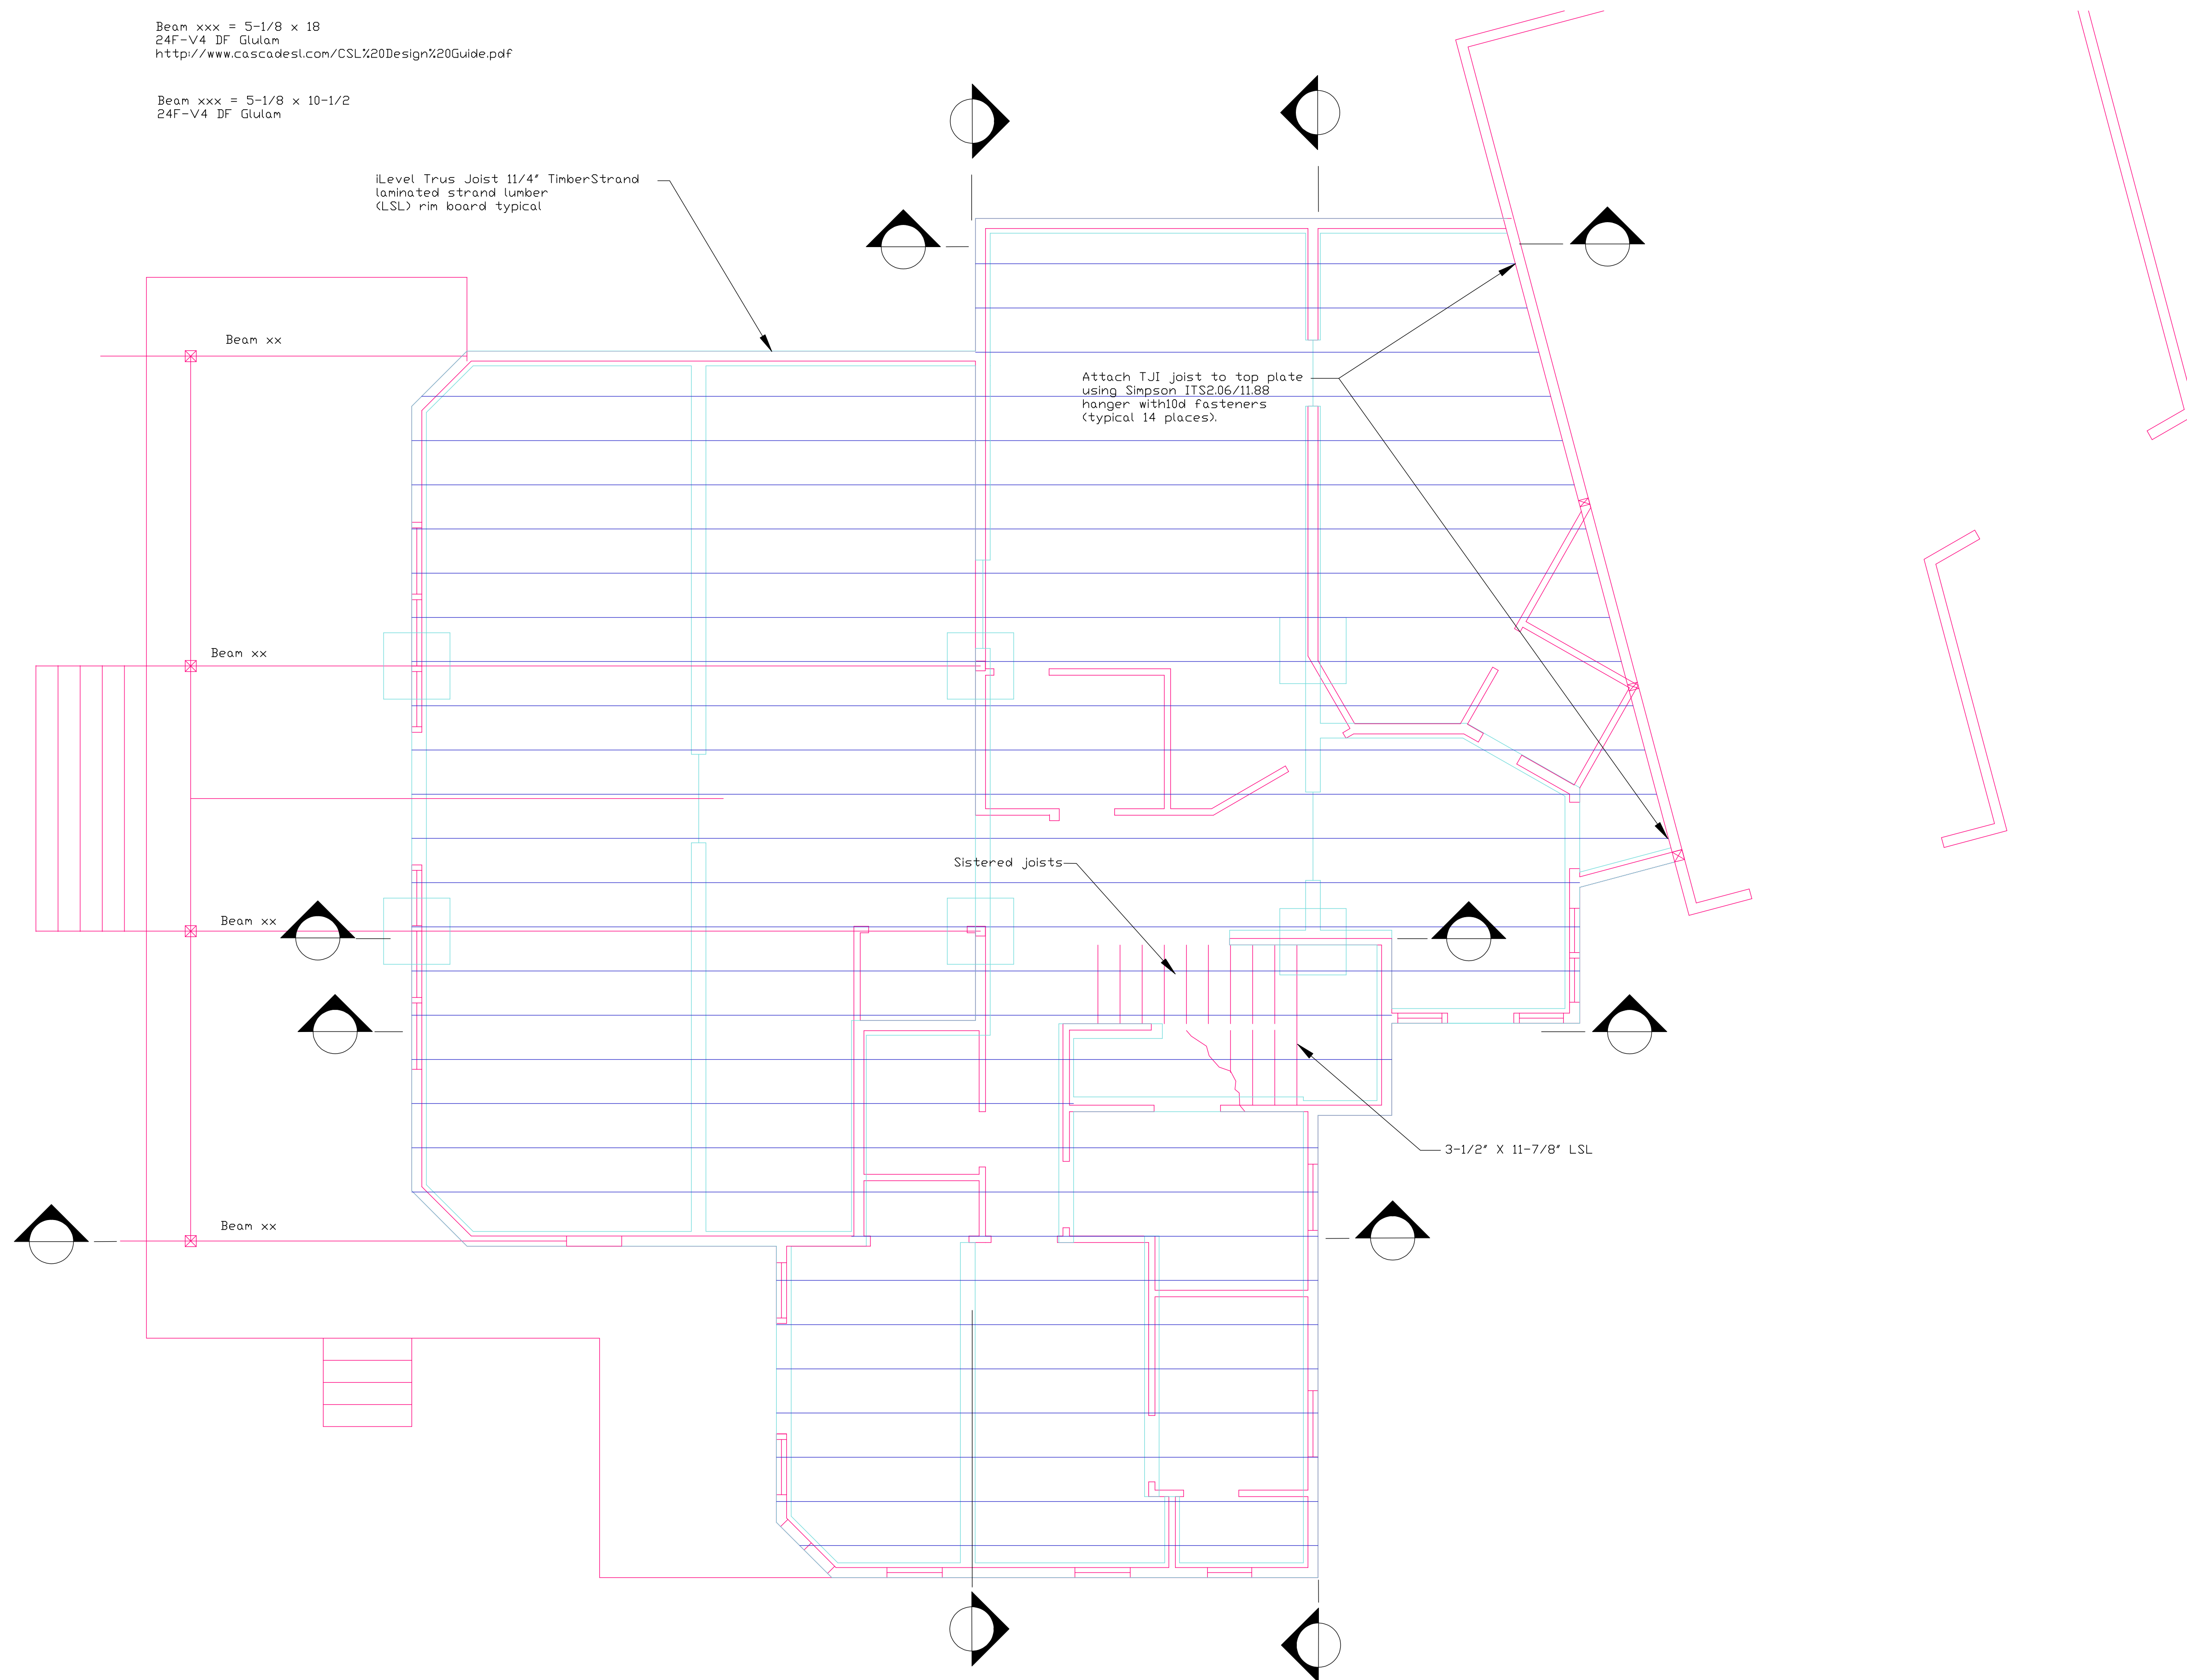 Beam xxx = 5-1/8 x 18
24F-V4 DF Glulam
http://www.cascadesl.com/CSL%20Design%20Guide.pdf
Beam xxx = 5-1/8 x 10-1/2
24F-V4 DF Glulam
iLevel Trus Joist 11/4" TimberStrand
laminated strand lumber
(LSL) rim board typical
Beam xx
Attach TJI joist to top plate
using Simpson ITS2.06/11.88
hanger with10d fasteners
(typical 14 places).
Beam xx
Sistered joists
Beam xx
3-1/2" X 11-7/8" LSL
Beam xx